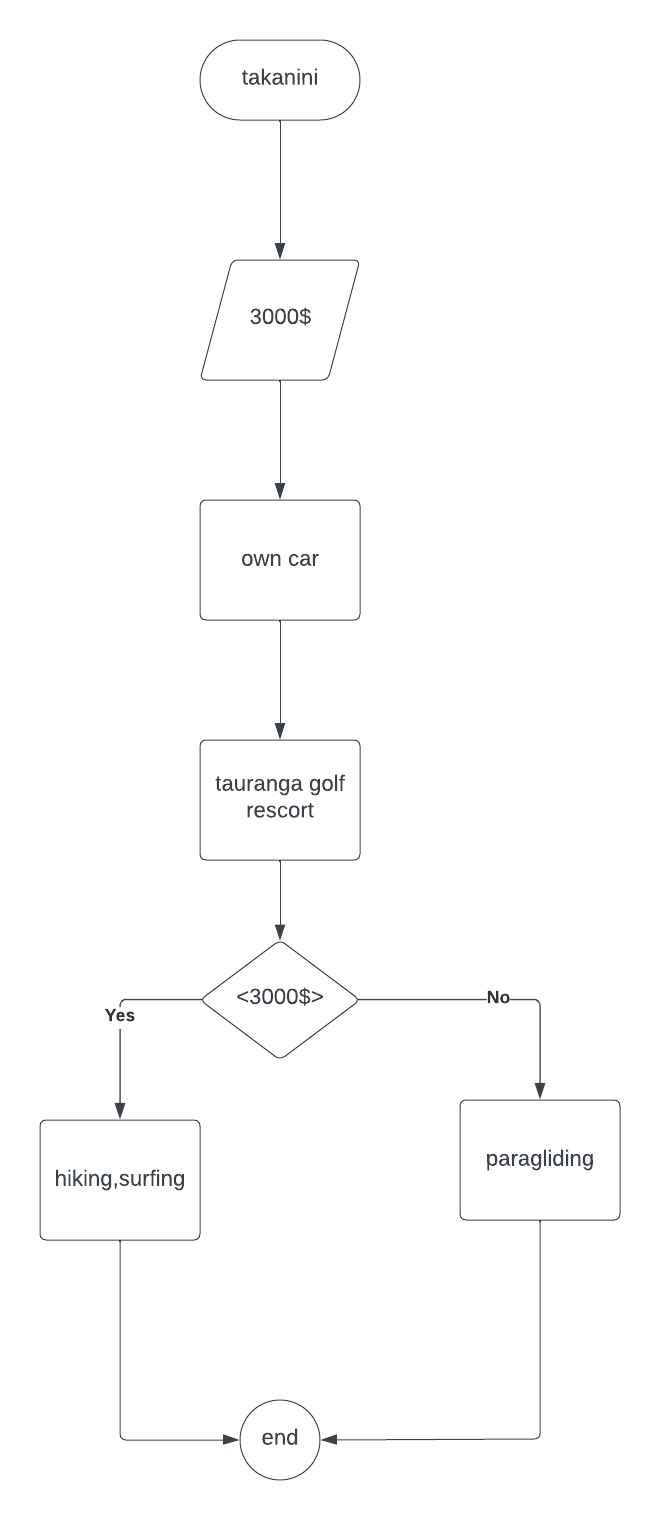 takanini
3000$
own car
tauranga golf
rescort
<3000$>
Yes
No
hiking,surfing
paragliding
end